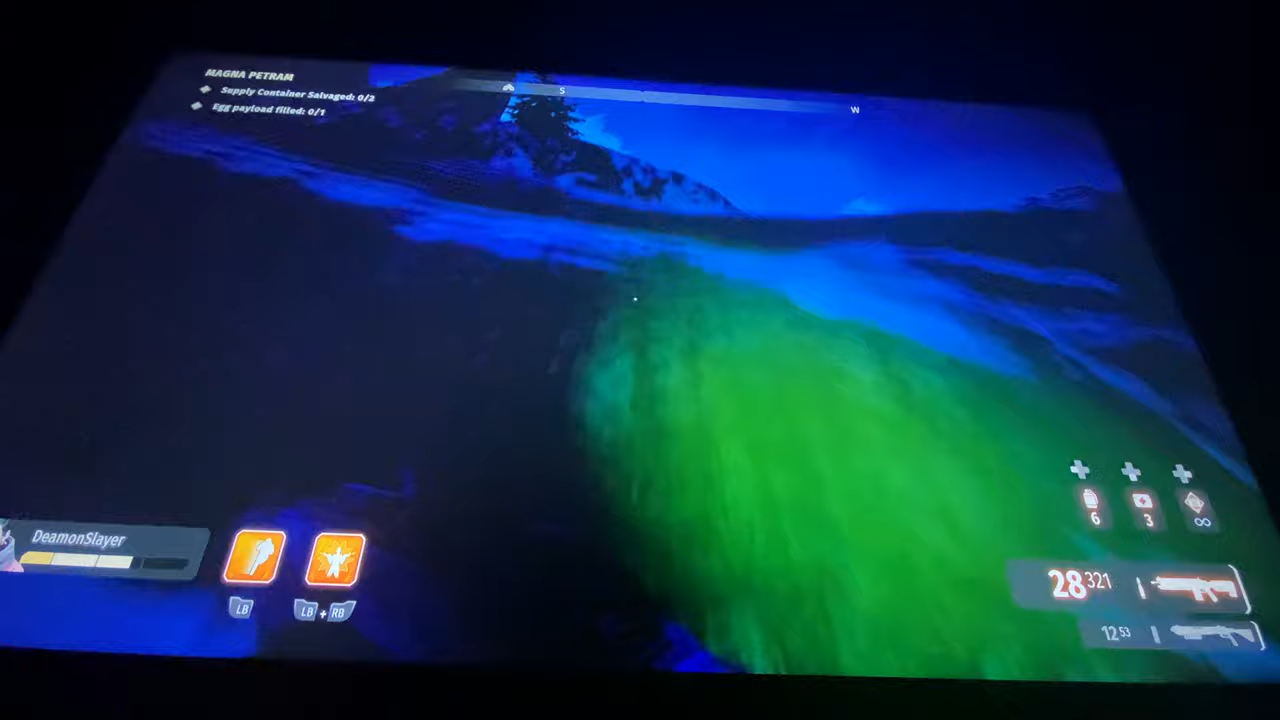 MAGNA PETRAM
Supply Container Salvaged: 0/2
Egg payload filled: 0/1
S
W
DeamonSlayer
LB
LB + RB
6
3
∞
28 321
12 53